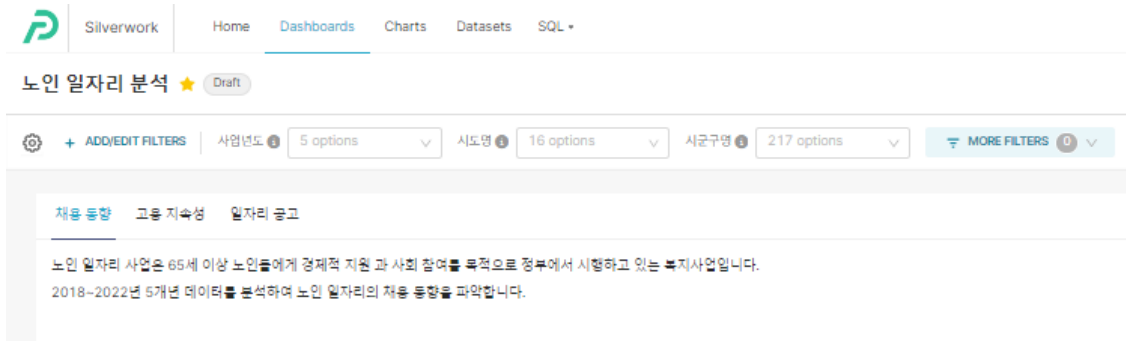 Silverwork Home Dashboards Charts Datasets SQL
노인 일자리 분석 Draft
+ ADD/EDIT FILTERS 사업년도 5 options 시도명 16 options 시군구명 217 options MORE FILTERS 0
채용 동향 고용 지속성 일자리 공고
노인 일자리 사업은 65세 이상 노인들에게 경제적 지원 과 사회 참여를 목적으로 정부에서 시행하고 있는 복지사업입니다.
2018~2022년 5개년 데이터를 분석하여 노인 일자리의 채용 동향을 파악합니다.